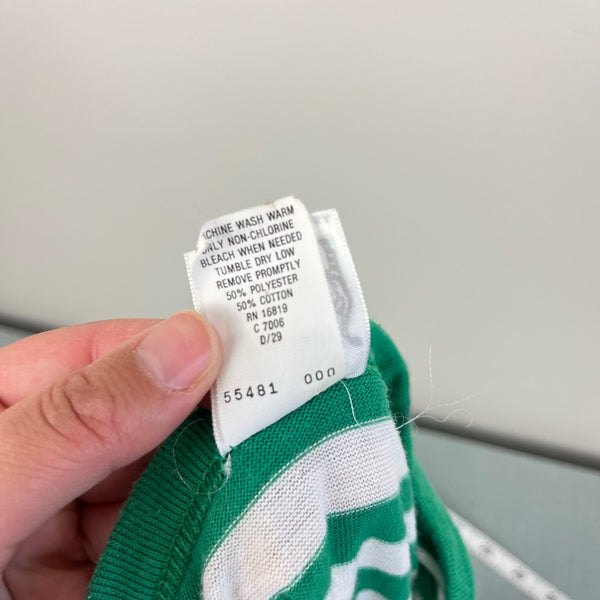 ACHINE WASH WARM
ONLY NON-CHLORINE
BLEACH WHEN NEEDED
TUMBLE DRY LOW
REMOVE PROMPTLY
50% POLYESTER
50% COTTON
RN 16819
C 7006
D/29
55481 000